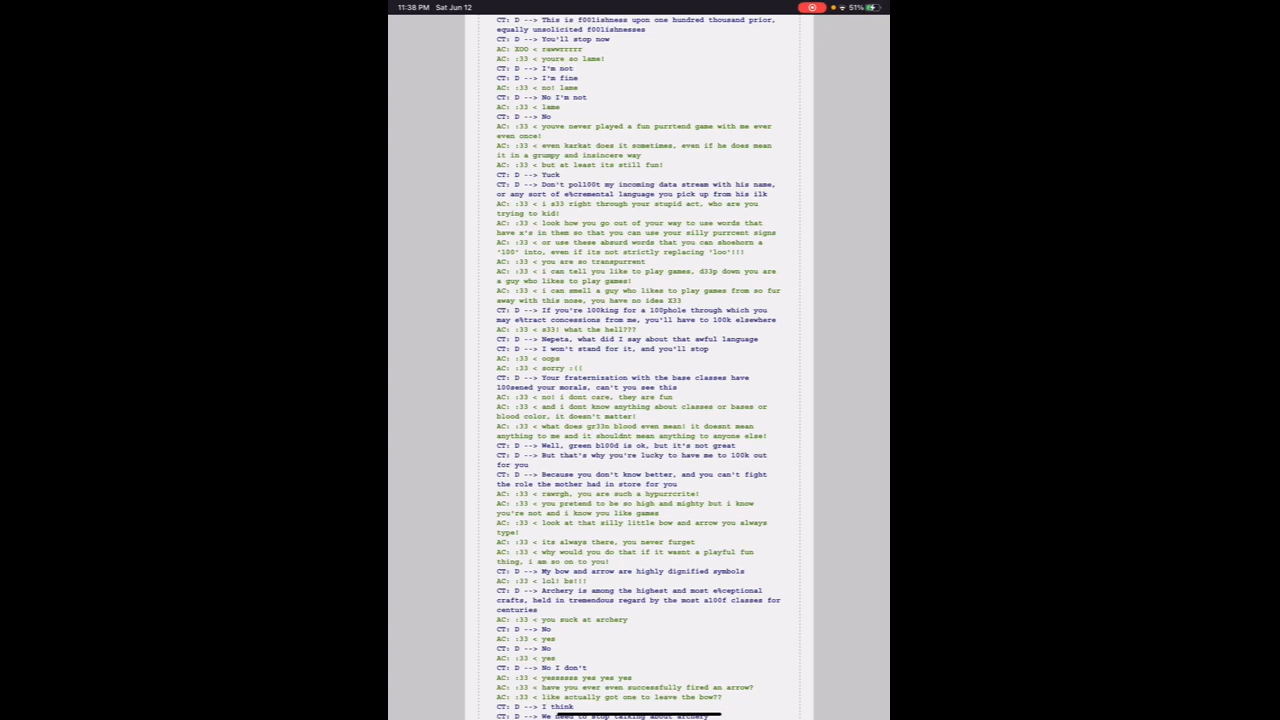 11:38 PM Sat Jun 12
51%
CT: D --> This is f00lishness upon one hundred thousand prior,
equally unsolicited f00lishnesses
CT: D --> You'll stop now
AC: XOO < rawwrrrrr
AC: :33 < youre so lame!
CT: D --> I'm not
CT: D --> I'm fine
AC: :33 < no! lame
CT: D --> No I'm not
AC: :33 < lame
CT: D --> No
AC: :33 < youve never played a fun purrtend game with me ever
even once!
AC: :33 < even karkat does it sometimes, even if he does mean
it in a grumpy and insincere way
AC: :33 < but at least its still fun!
CT: D --> Yuck
CT: D --> Don't pol100t my incoming data stream with his name,
or any sort of e%cremental language you pick up from his ilk
AC: :33 < i s33 right through your stupid act, who are you
trying to kid!
AC: :33 < look how you go out of your way to use words that
have x's in them so that you can use your silly purrcent signs
AC: :33 < or use these absurd words that you can shoehorn a
'100' into, even if its not strictly replacing 'loo'!!!
AC: :33 < you are so transpurrent
AC: :33 < i can tell you like to play games, d33p down you are
a guy who likes to play games!
AC: :33 < i can smell a guy who likes to play games from so fur
away with this nose, you have no idea X33
CT: D --> If you're 100king for a 100phole through which you
may e%tract concessions from me, you'll have to 100k elsewhere
AC: :33 < s33! what the hell???
CT: D --> Nepeta, what did I say about that awful language
CT: D --> I won't stand for it, and you'll stop
AC: :33 < oops
AC: :33 < sorry :((
CT: D --> Your fraternization with the base classes have
100sened your morals, can't you see this
AC: :33 < no! i dont care, they are fun
AC: :33 < and i dont know anything about classes or bases or
blood color, it doesn't matter!
AC: :33 < what does gr33n blood even mean! it doesnt mean
anything to me and it shouldnt mean anything to anyone else!
CT: D --> Well, green b100d is ok, but it's not great
CT: D --> But that's why you're lucky to have me to 100k out
for you
CT: D --> Because you don't know better, and you can't fight
the role the mother had in store for you
AC: :33 < rawrgh, you are such a hypurrcrite!
AC: :33 < you pretend to be so high and mighty but i know
you're not and i know you like games
AC: :33 < look at that silly little bow and arrow you always
type!
AC: :33 < its always there, you never furget
AC: :33 < why would you do that if it wasnt a playful fun
thing, i am so on to you!
CT: D --> My bow and arrow are highly dignified symbols
AC: :33 < lol! bs!!!
CT: D --> Archery is among the highest and most e%ceptional
crafts, held in tremendous regard by the most al00f classes for
centuries
AC: :33 < you suck at archery
CT: D --> No
AC: :33 < yes
CT: D --> No
AC: :33 < yes
CT: D --> No I don't
AC: :33 < yessssss yes yes yes
AC: :33 < have you ever even successfully fired an arrow?
AC: :33 < like actually got one to leave the bow??
CT: D --> I think
CT: D --> We need to stop talking about archery